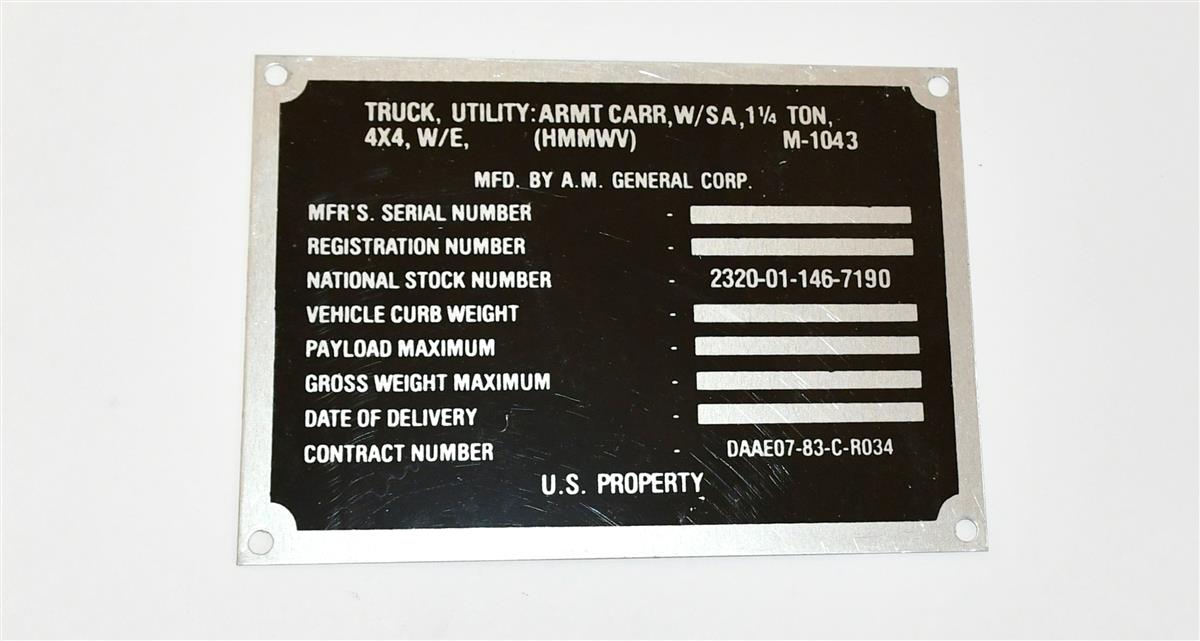 TRUCK, UTILITY: ARMT CARR, W/SA, 1¼ TON,
4X4, W/E, (HMMWV) M-1043
MFD. BY A.M. GENERAL CORP.
MFR'S. SERIAL NUMBER -
REGISTRATION NUMBER -
NATIONAL STOCK NUMBER - 2320-01-146-7190
VEHICLE CURB WEIGHT -
PAYLOAD MAXIMUM -
GROSS WEIGHT MAXIMUM -
DATE OF DELIVERY -
CONTRACT NUMBER - DAAE07-83-C-R034
U.S. PROPERTY